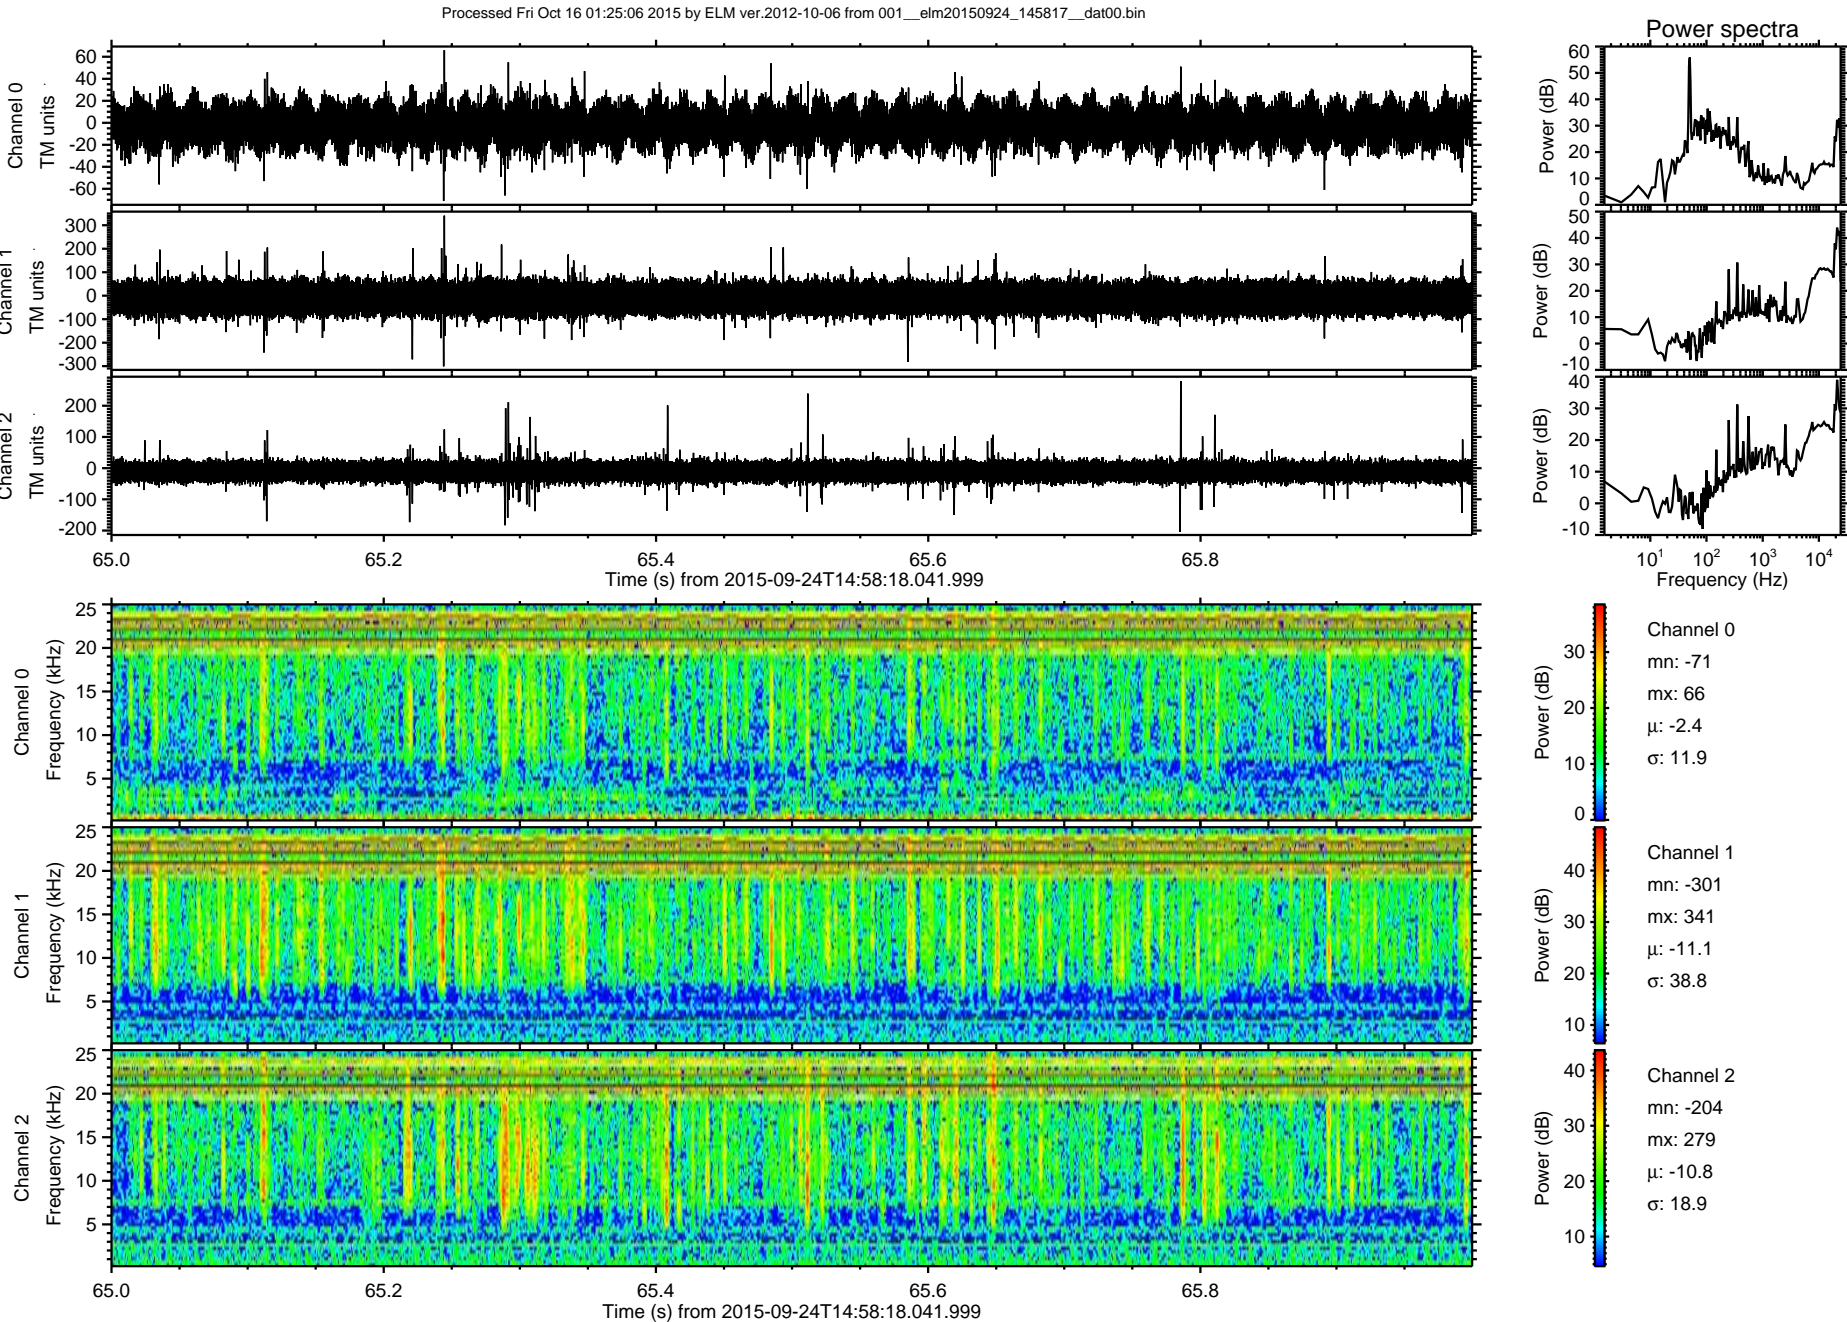 Processed Fri Oct 16 01:25:06 2015 by ELM ver.2012-10-06 from 001__elm20150924_145817__dat00.bin
Power spectra
Channel 0
TM units
60
40
20
0
-20
-40
-60
Power (dB)
60
50
40
30
20
10
0
Channel 1
TM units
300
200
100
0
-100
-200
-300
Power (dB)
50
40
30
20
10
0
-10
Channel 2
TM units
200
100
0
-100
-200
Power (dB)
40
30
20
10
0
-10
65.0 65.2 65.4 65.6 65.8
Time (s) from 2015-09-24T14:58:18.041.999
10^1 10^2 10^3 10^4
Frequency (Hz)
Channel 0
Frequency (kHz)
25
20
15
10
5
Power (dB)
30
20
10
0
Channel 0
mn: -71
mx: 66
μ: -2.4
σ: 11.9
Channel 1
Frequency (kHz)
25
20
15
10
5
Power (dB)
40
30
20
10
Channel 1
mn: -301
mx: 341
μ: -11.1
σ: 38.8
Channel 2
Frequency (kHz)
25
20
15
10
5
Power (dB)
40
30
20
10
Channel 2
mn: -204
mx: 279
μ: -10.8
σ: 18.9
65.0 65.2 65.4 65.6 65.8
Time (s) from 2015-09-24T14:58:18.041.999